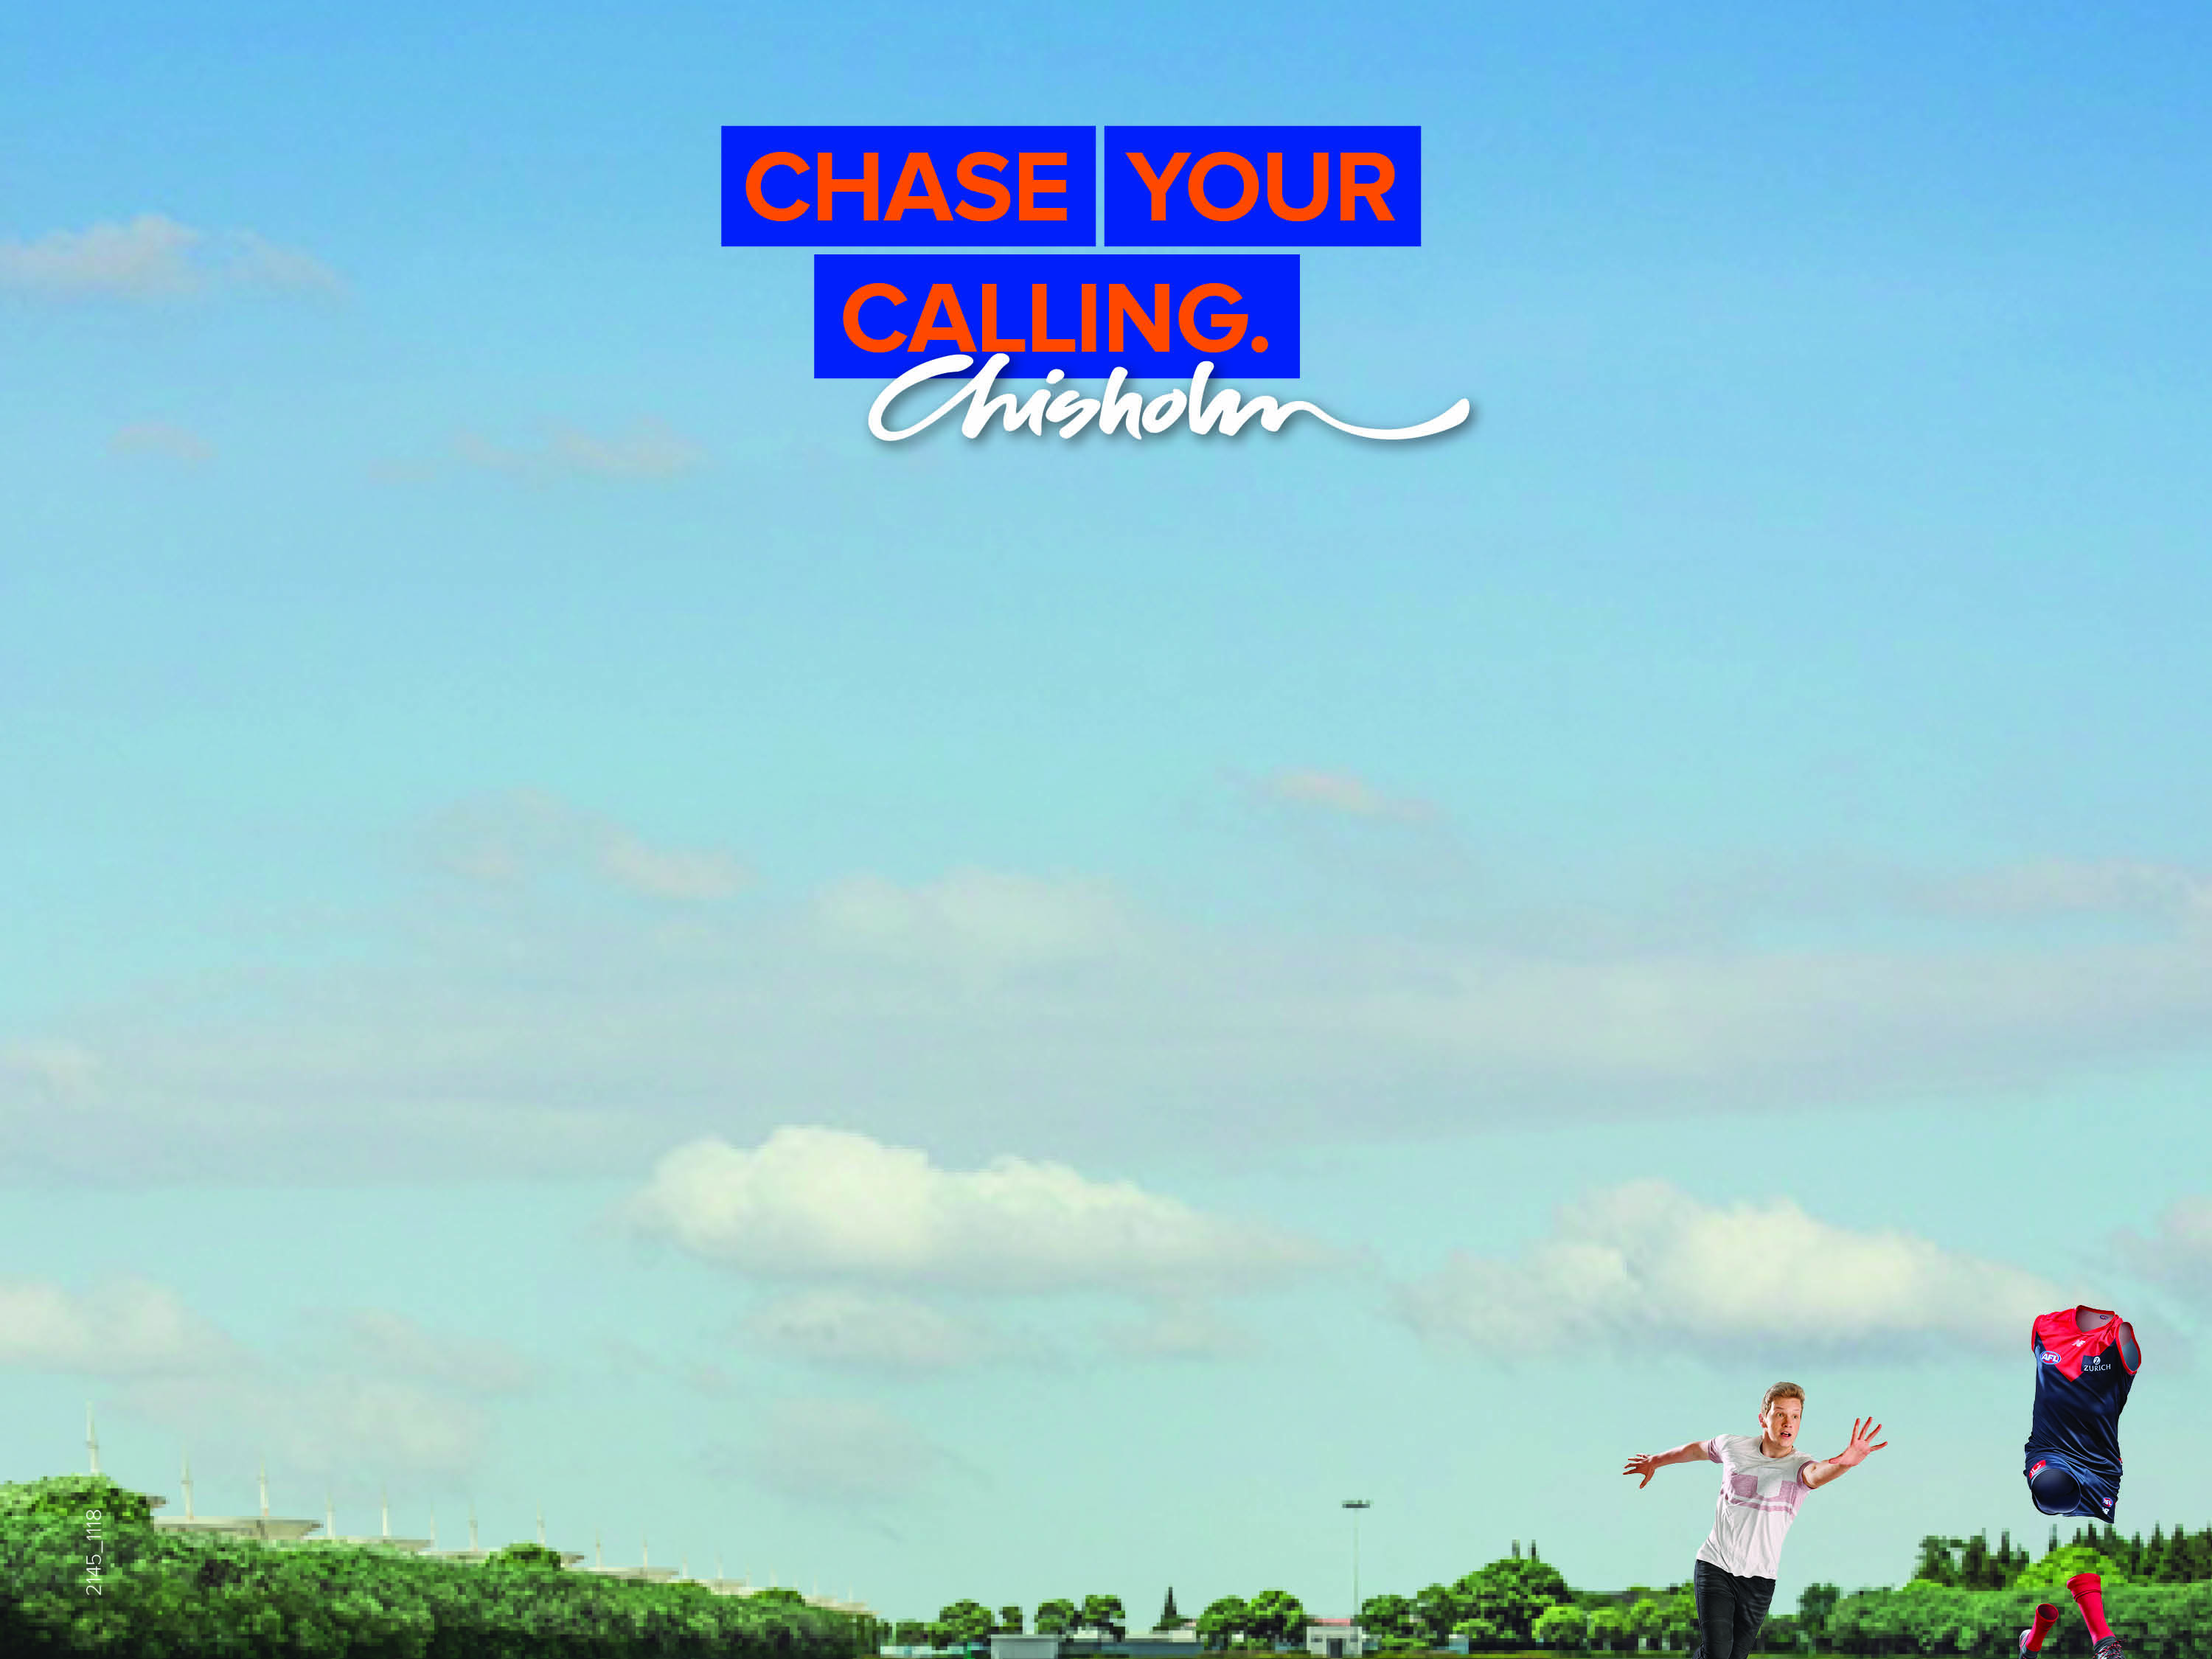 CHASE YOUR
CALLING.
Chisholm
AFL
ZURICH
2145_1118